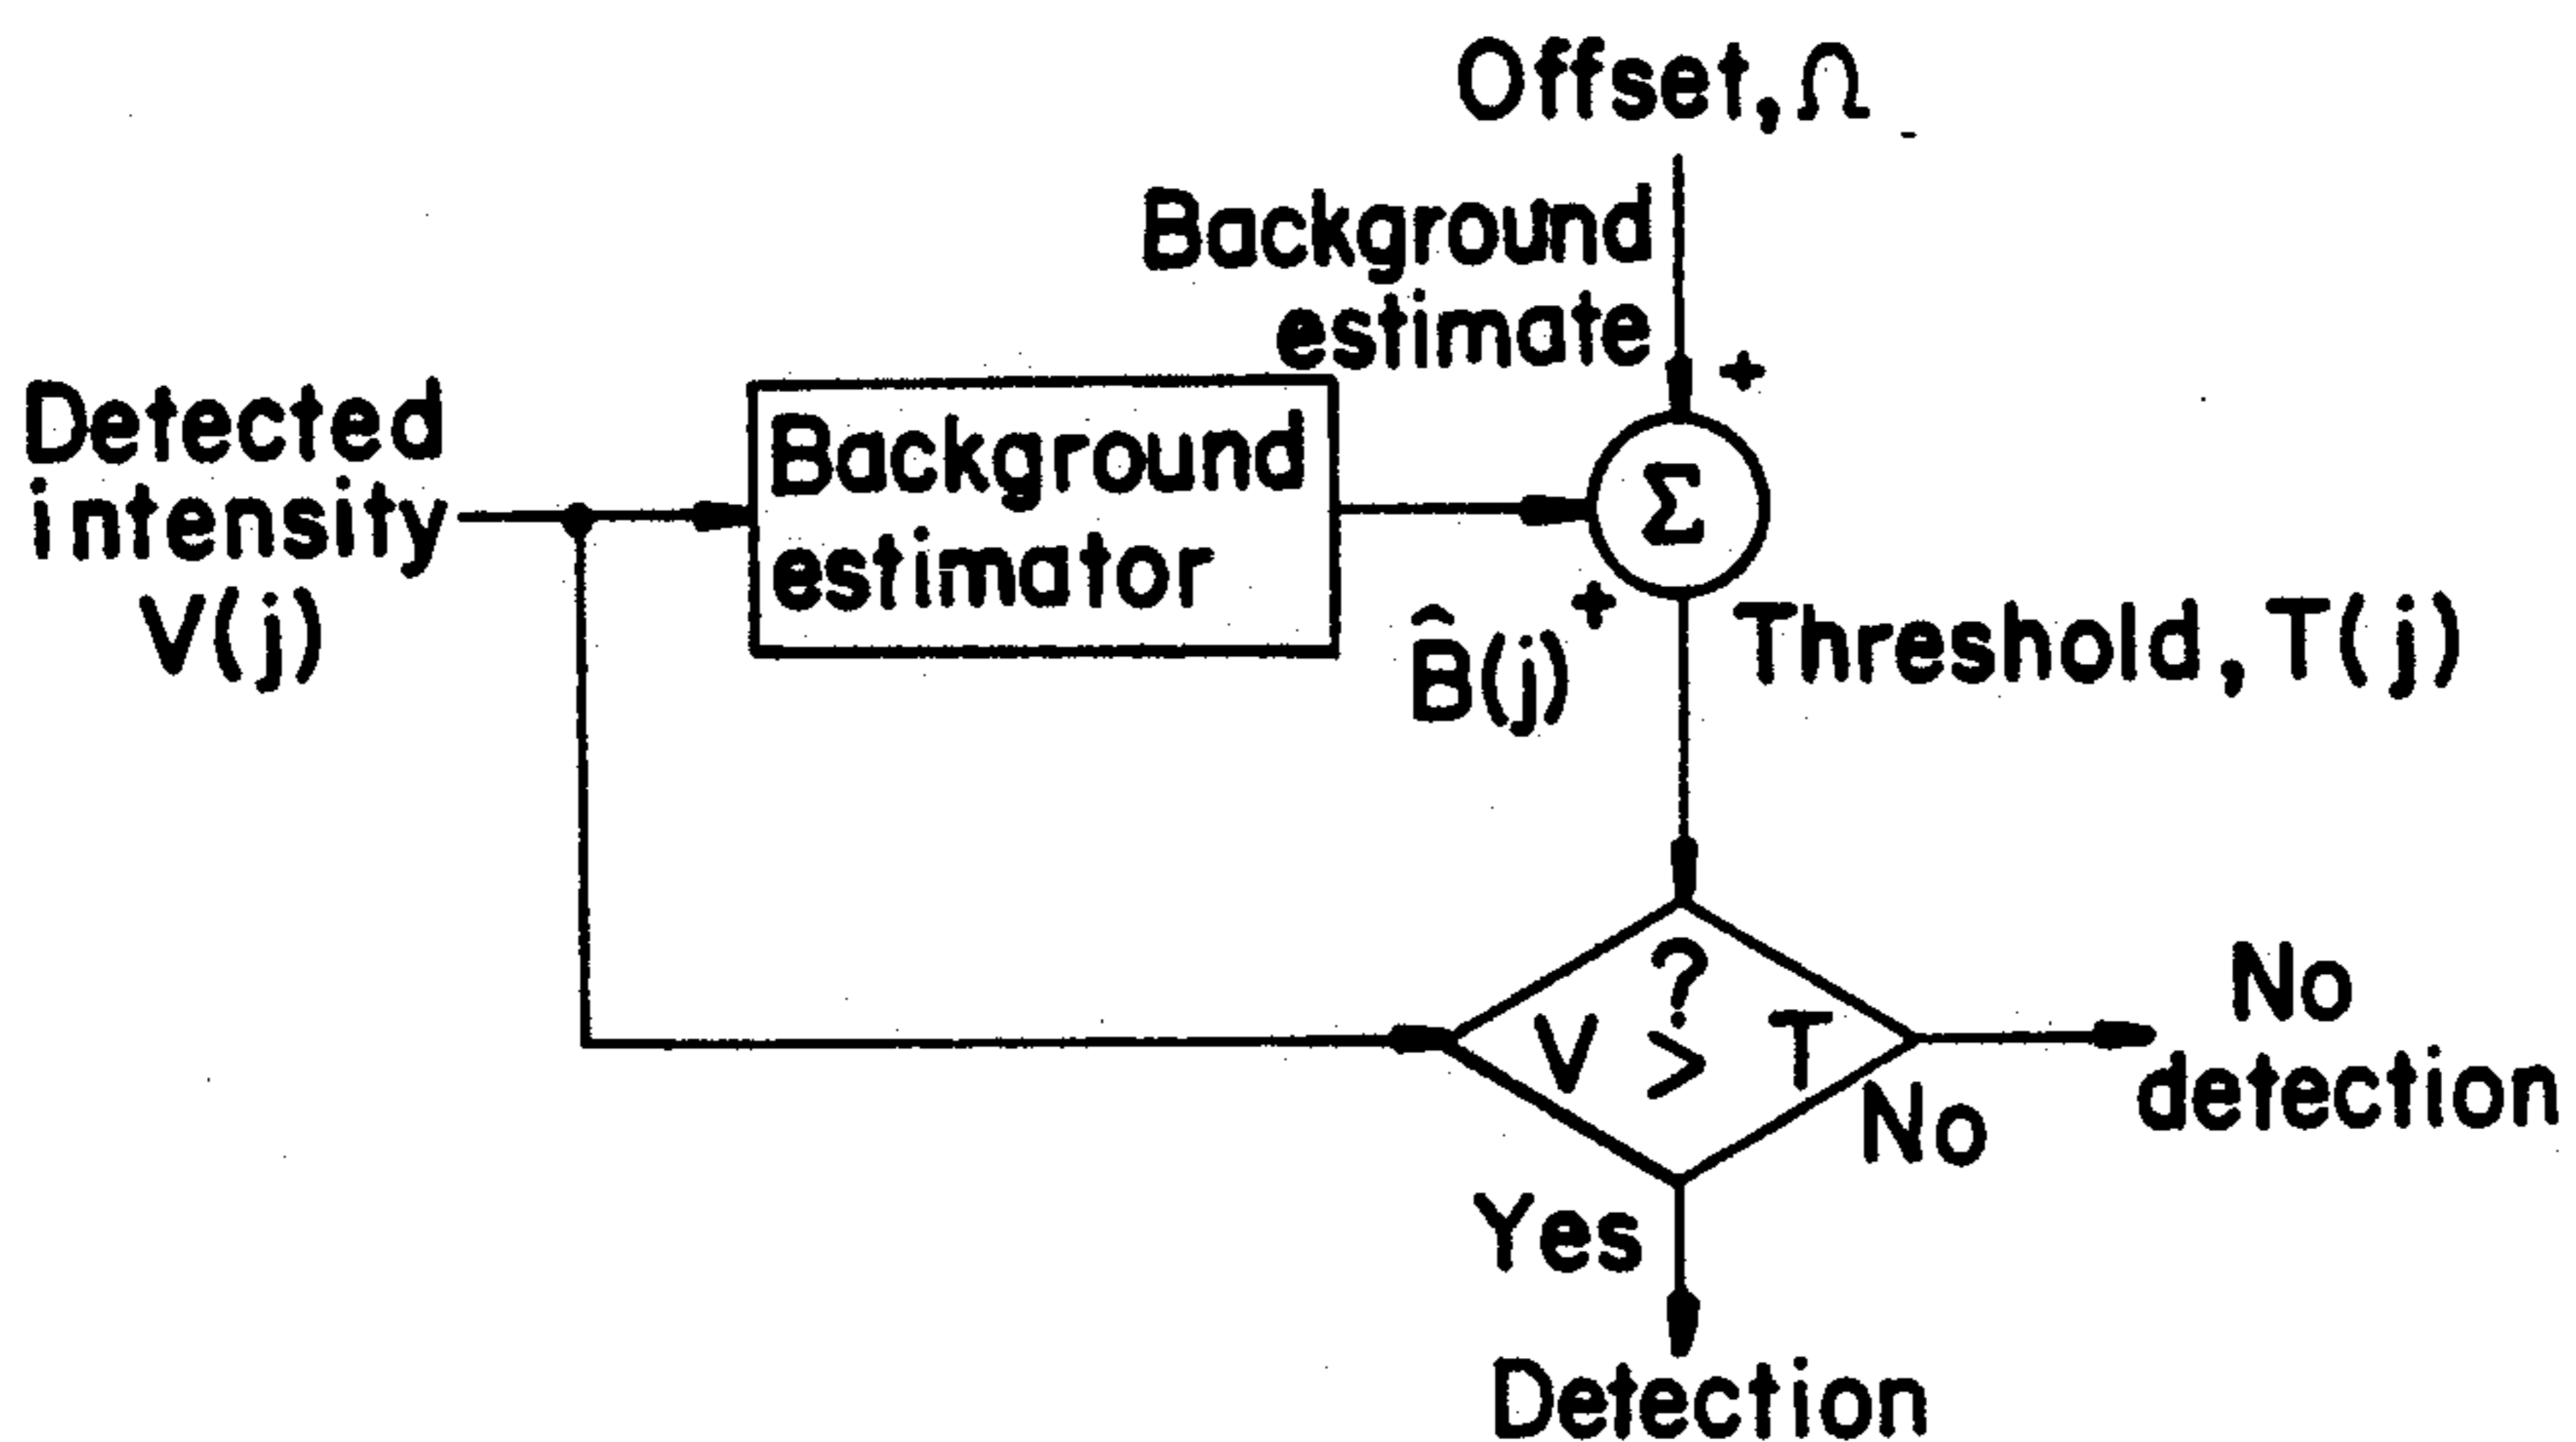 Offset, Ω
Background
estimate
+
Detected
intensity
V(j)
Background
estimator
Σ
+
B̂(j)
Threshold, T(j)
?
V > T
No
No
detection
Yes
Detection